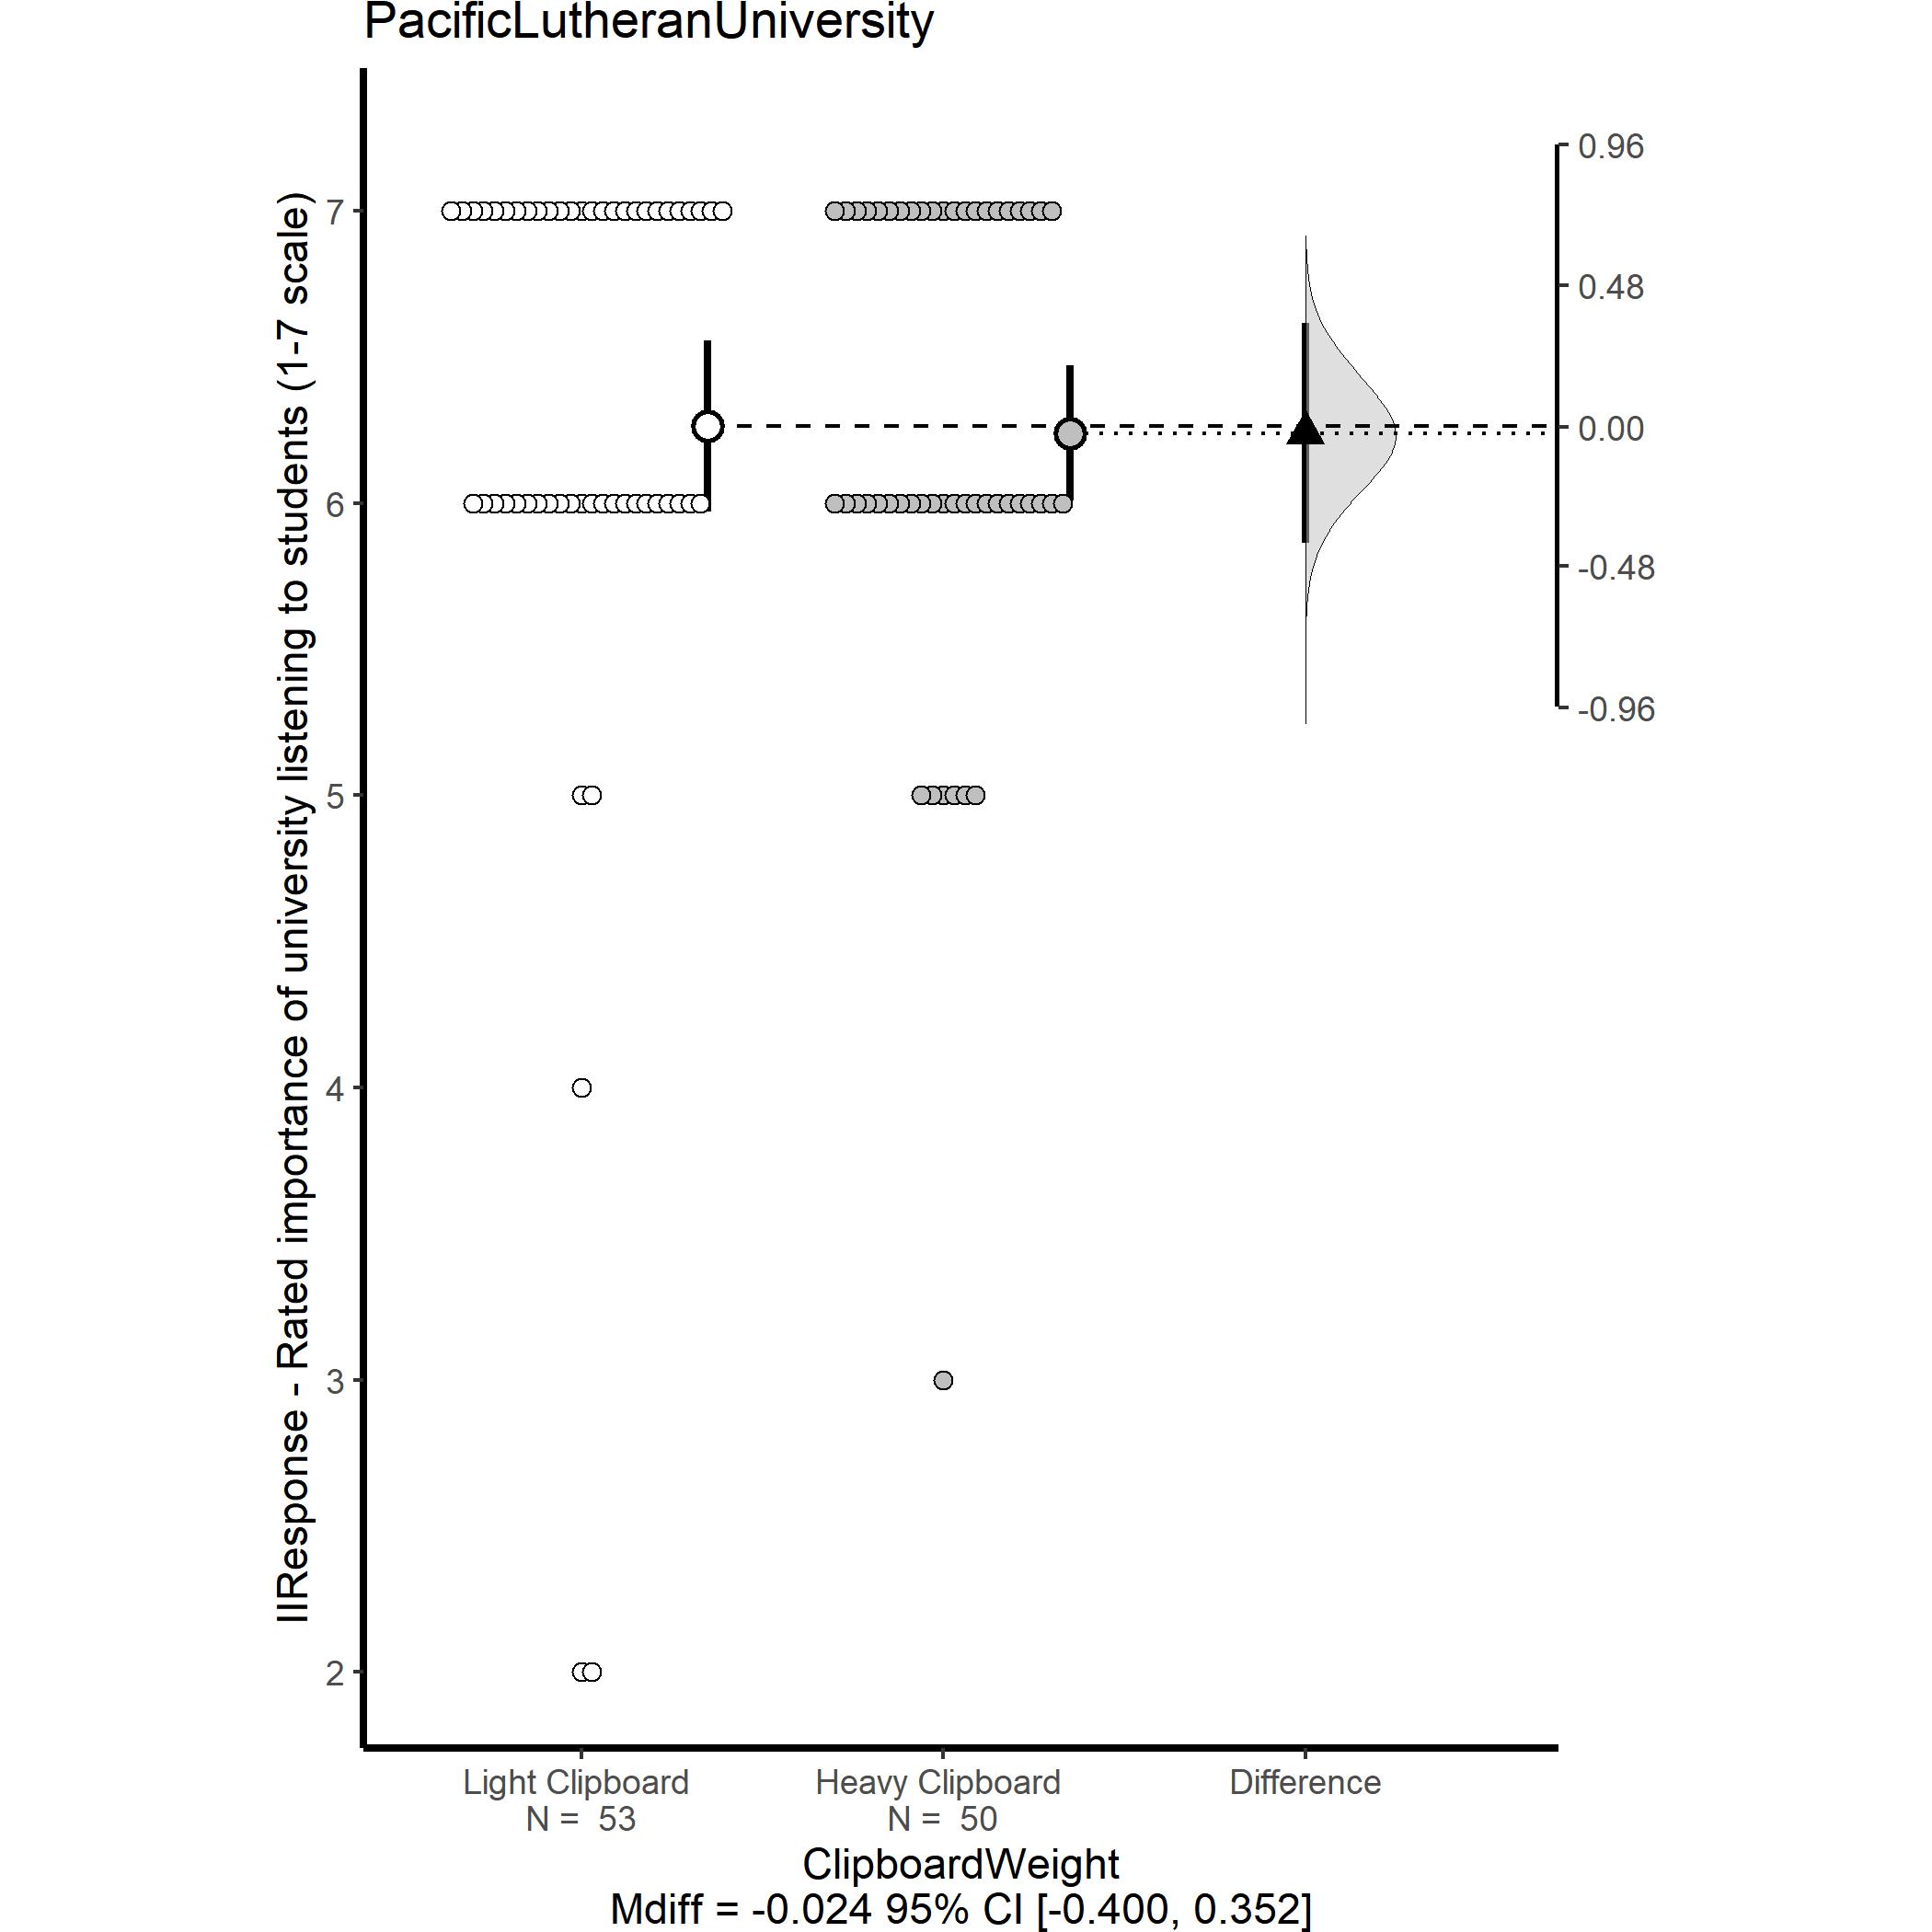 PacificLutheranUniversity
IIResponse - Rated importance of university listening to students (1-7 scale)
7
6
5
4
3
2
0.96
0.48
0.00
-0.48
-0.96
Light Clipboard
N =  53
Heavy Clipboard
N =  50
Difference
ClipboardWeight
Mdiff = -0.024 95% CI [-0.400, 0.352]